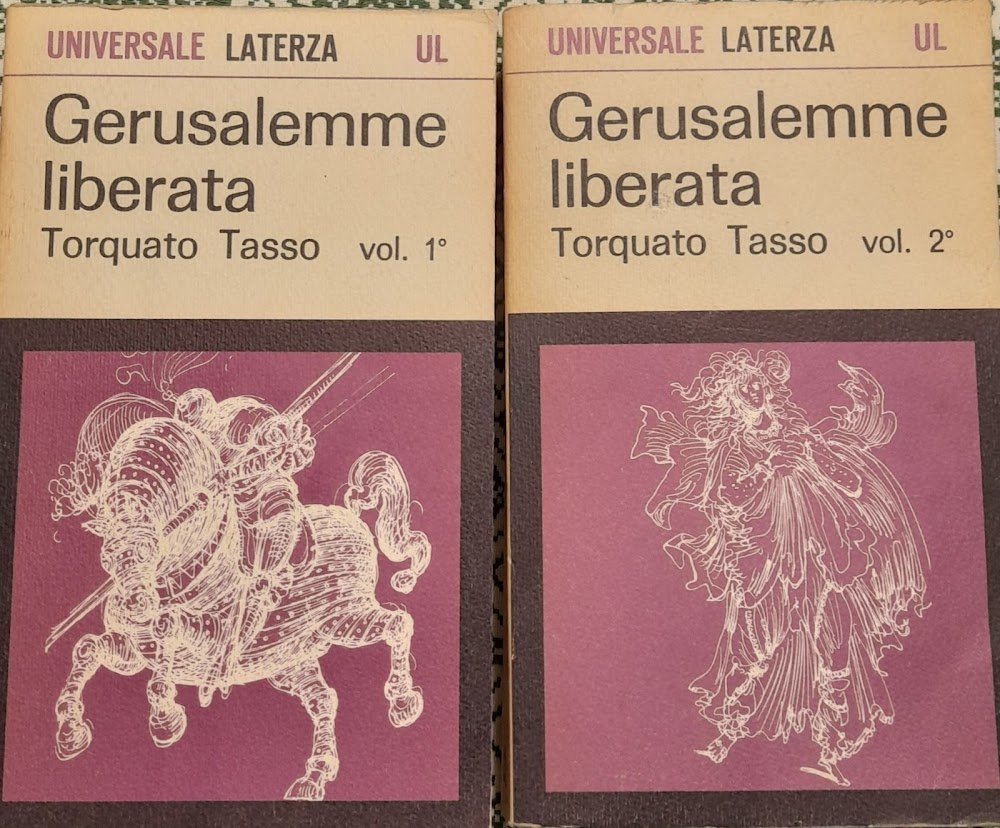 UNIVERSALE LATERZA UL
Gerusalemme
liberata
Torquato Tasso vol. 1°
UNIVERSALE LATERZA UL
Gerusalemme
liberata
Torquato Tasso vol. 2°